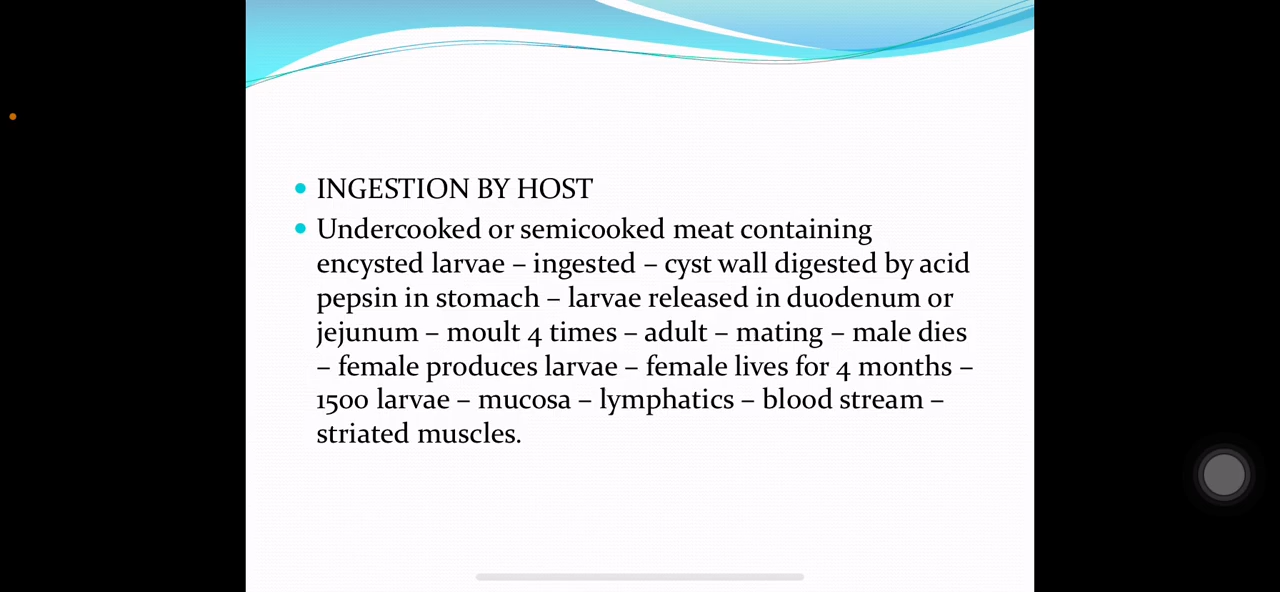 INGESTION BY HOST
Undercooked or semicooked meat containing
encysted larvae – ingested – cyst wall digested by acid
pepsin in stomach – larvae released in duodenum or
jejunum – moult 4 times – adult – mating – male dies
– female produces larvae – female lives for 4 months –
1500 larvae – mucosa – lymphatics – blood stream –
striated muscles.